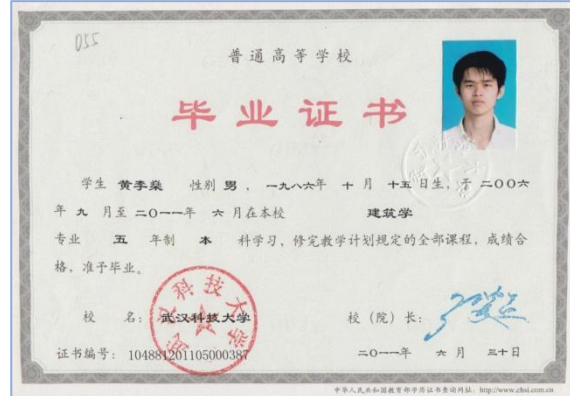 055
普通高等学校
毕业证书
学生 黄李燊 性别 男 ，一九八六年 十 月 十五 日生，于 二〇〇六
年 九 月至 二〇一一年 六 月在本校 建筑学
专业 五 年制 本 科学习，修完教学计划规定的全部课程，成绩合
格，准予毕业。
校 名： 武汉科技大学 校（院）长：
证书编号： 104881201105000387 二〇一一年 六 月 三十日
中华人民共和国教育部学历证书查询网址：http://www.chsi.com.cn